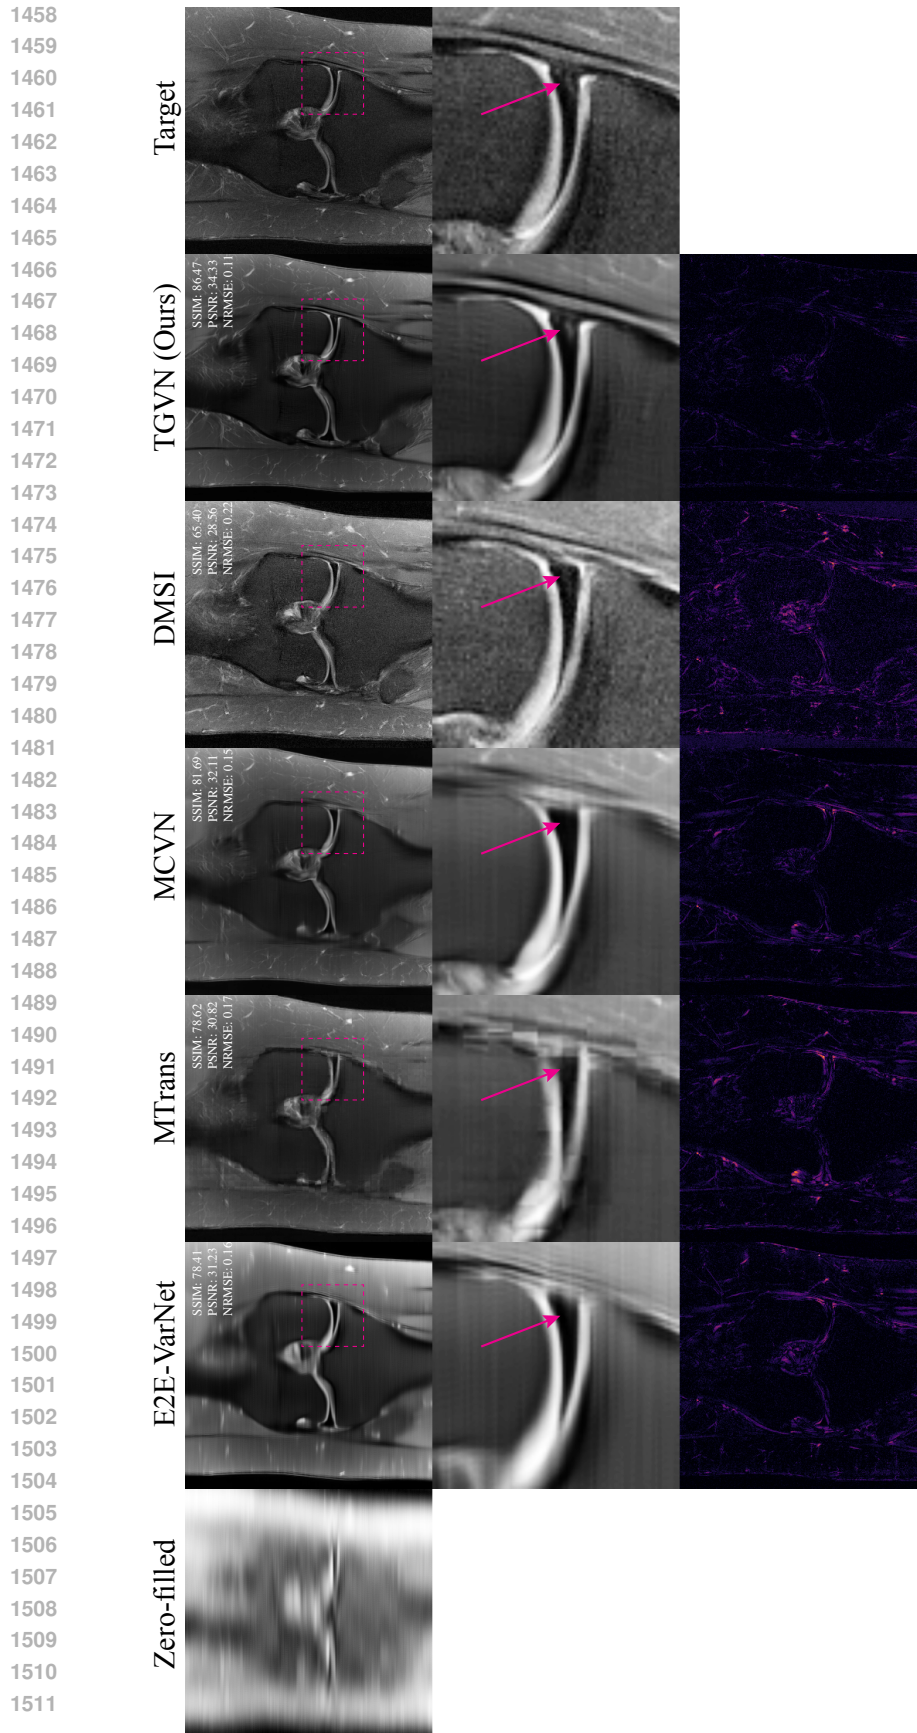 1458
1459
1460
1461
1462
1463
1464
1465
1466
1467
1468
1469
1470
1471
1472
1473
1474
1475
1476
1477
1478
1479
1480
1481
1482
1483
1484
1485
1486
1487
1488
1489
1490
1491
1492
1493
1494
1495
1496
1497
1498
1499
1500
1501
1502
1503
1504
1505
1506
1507
1508
1509
1510
1511
Target
TGVN (Ours)
SSIM: 86.47
PSNR: 34.33
NRMSE: 0.11
DMSI
SSIM: 65.40
PSNR: 28.56
NRMSE: 0.22
MCVN
SSIM: 81.69
PSNR: 32.11
NRMSE: 0.15
MTrans
SSIM: 78.62
PSNR: 30.82
NRMSE: 0.17
E2E-VarNet
SSIM: 78.41
PSNR: 31.23
NRMSE: 0.16
Zero-filled